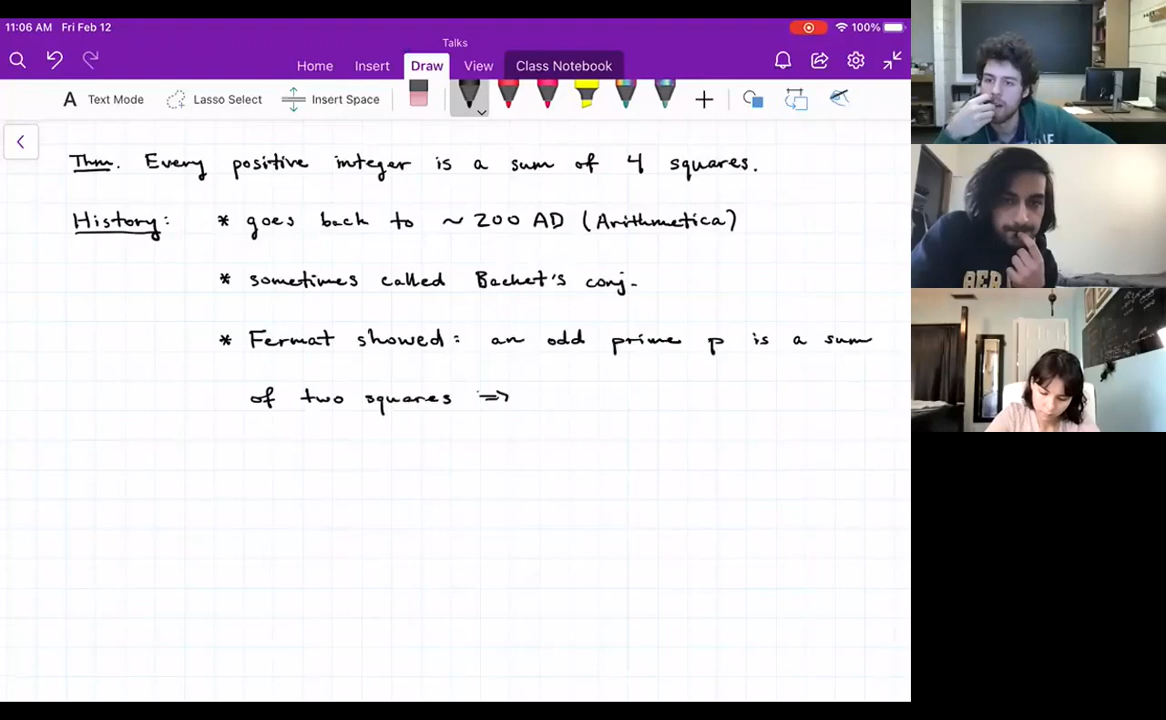 11:06 AM Fri Feb 12
100%
Talks
Home Insert Draw View Class Notebook
A Text Mode Lasso Select Insert Space
Thm. Every positive integer is a sum of 4 squares.
History: * goes back to ~ 200 AD (Arithmetica)
* sometimes called Bachet's conj.
* Fermat showed: an odd prime p is a sum
of two squares =>